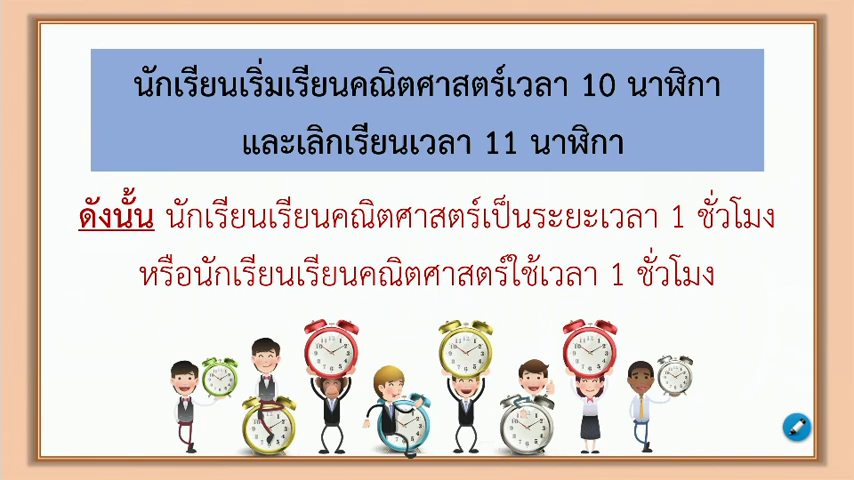 นักเรียนเริ่มเรียนคณิตศาสตร์เวลา 10 นาฬิกา
และเลิกเรียนเวลา 11 นาฬิกา
ดังนั้น นักเรียนเรียนคณิตศาสตร์เป็นระยะเวลา 1 ชั่วโมง
หรือนักเรียนเรียนคณิตศาสตร์ใช้เวลา 1 ชั่วโมง